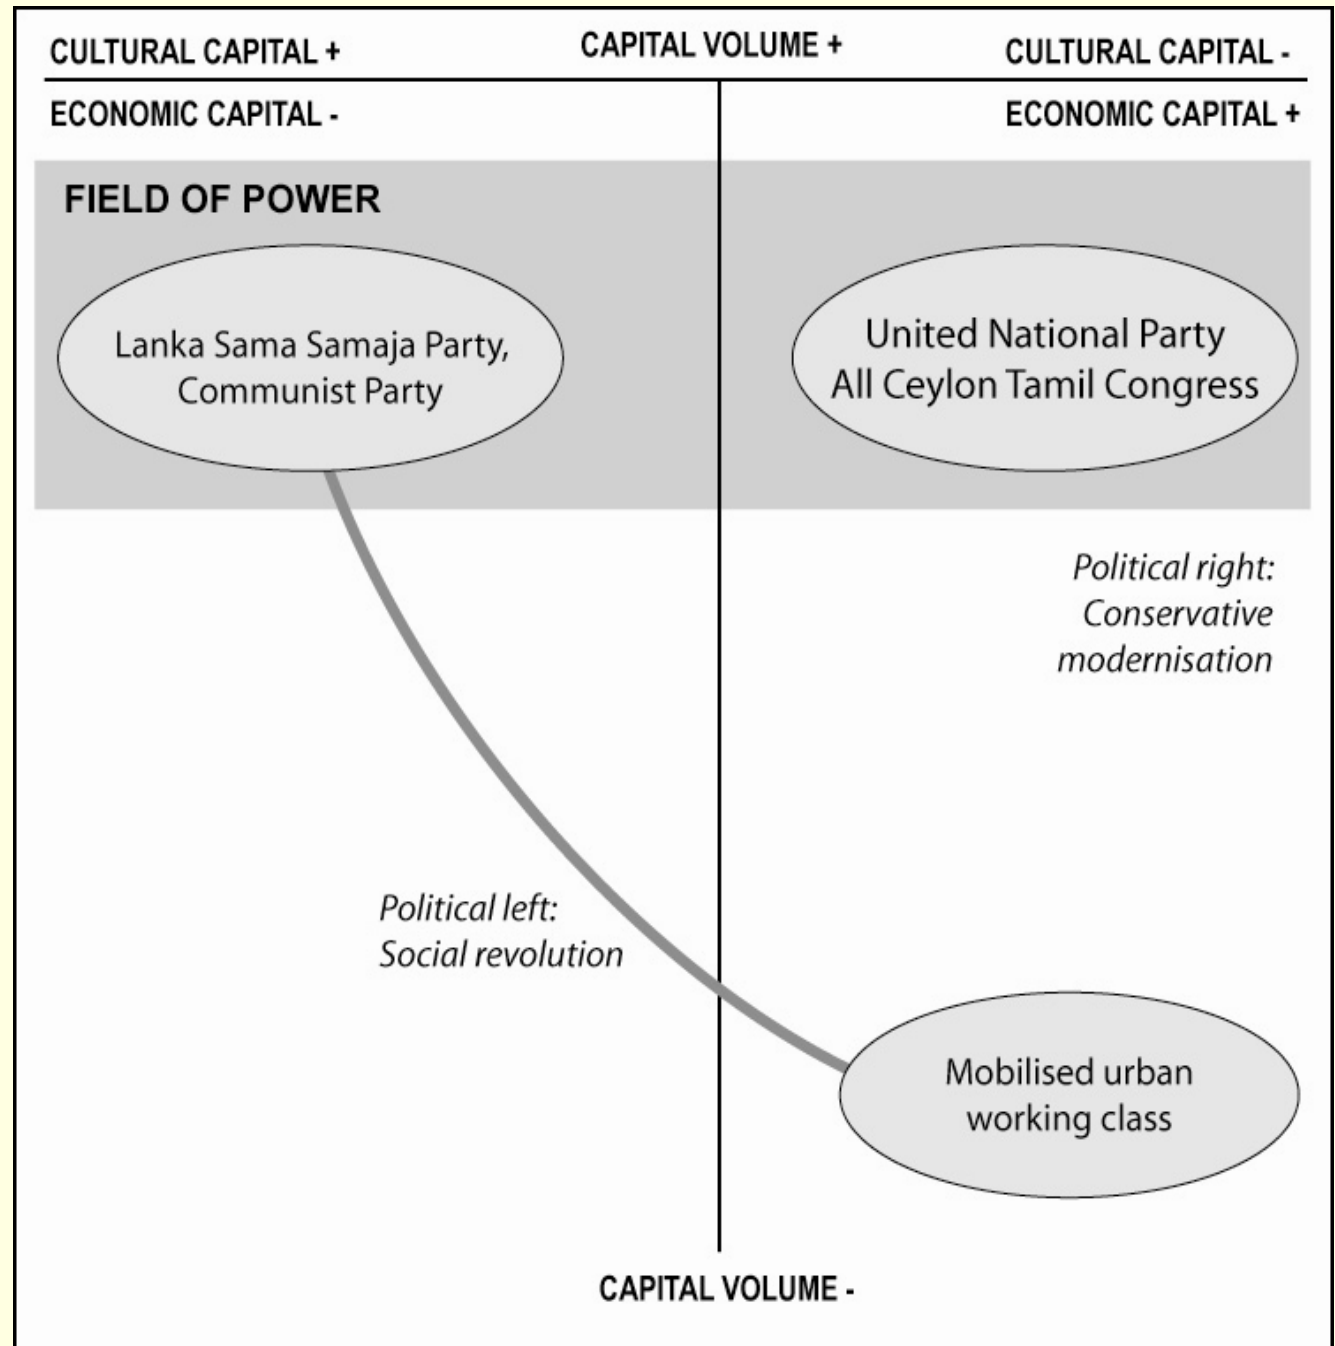 CULTURAL CAPITAL +
CAPITAL VOLUME +
CULTURAL CAPITAL -
ECONOMIC CAPITAL -
ECONOMIC CAPITAL +
FIELD OF POWER
Lanka Sama Samaja Party,
Communist Party
United National Party
All Ceylon Tamil Congress
Political right:
Conservative
modernisation
Political left:
Social revolution
Mobilised urban
working class
CAPITAL VOLUME -